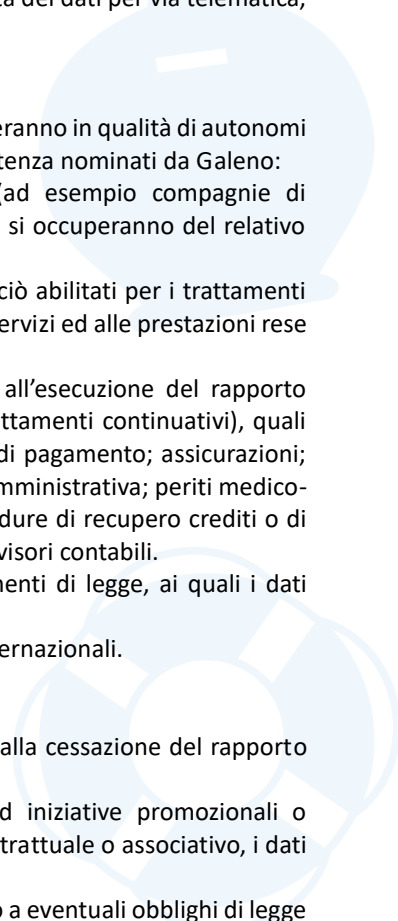 ta dei dati per via telematica,
eranno in qualità di autonomi
tenza nominati da Galeno:
(ad esempio compagnie di
si occuperanno del relativo
ciò abilitati per i trattamenti
ervizi ed alle prestazioni rese
all’esecuzione del rapporto
ttamenti continuativi), quali
di pagamento; assicurazioni;
mministrativa; periti medico-
dure di recupero crediti o di
visori contabili.
nenti di legge, ai quali i dati
ernazionali.
alla cessazione del rapporto
d iniziative promozionali o
trattuale o associativo, i dati
o a eventuali obblighi di legge